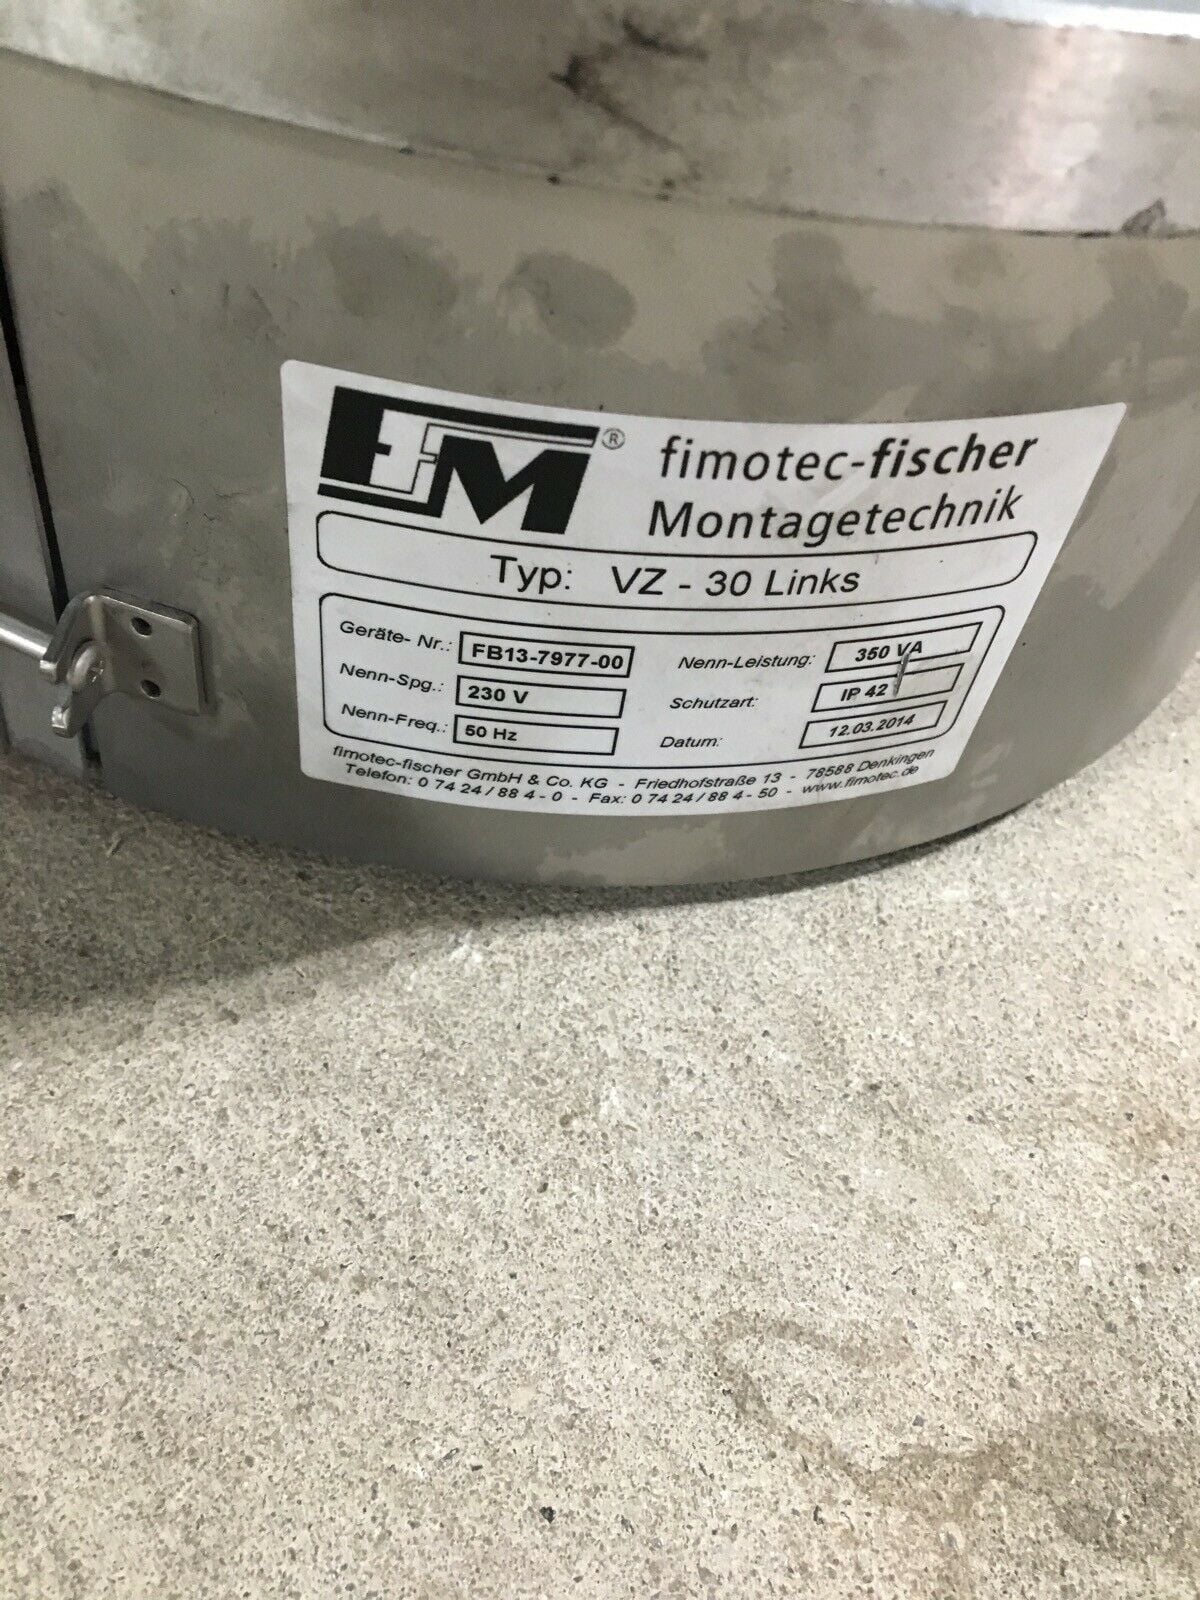 FM® fimotec-fischer
Montagetechnik
Typ: VZ - 30 Links
Geräte- Nr.: FB13-7977-00 Nenn-Leistung: 350 VA
Nenn-Spg.: 230 V Schutzart: IP 42
Nenn-Freq.: 50 Hz Datum: 12.03.2014
fimotec-fischer GmbH & Co. KG - Friedhofstraße 13 - 78588 Denkingen
Telefon: 0 74 24 / 88 4 - 0 - Fax: 0 74 24 / 88 4 - 50 - www.fimotec.de